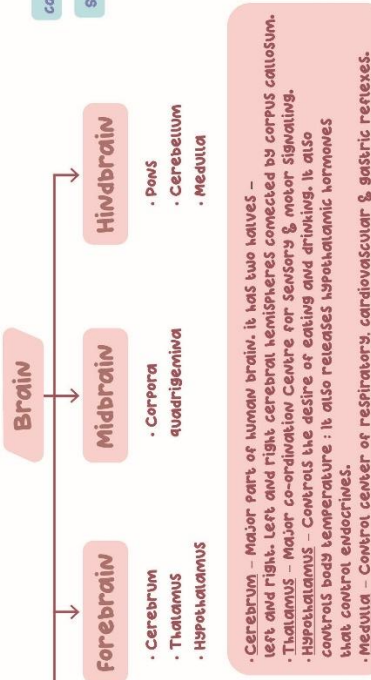 Brain
Forebrain
Midbrain
Hindbrain
· Cerebrum
· Thalamus
· Hypothalamus
· Corpora
quadrigemina
· Pons
· Cerebellum
· Medulla
· Cerebrum – Major part of human brain. it has two halves –
left and right. Left and right cerebral hemispheres connected by corpus callosum.
· Thalamus – Major co-ordination Centre for sensory & motor signaling.
· Hypothalamus – Controls the desire of eating and drinking. It also
controls body temperature : It also releases hypothalamic hormones
that control endocrines.
· Medulla – Control center of respiratory, cardiovascular & gastric reflexes.